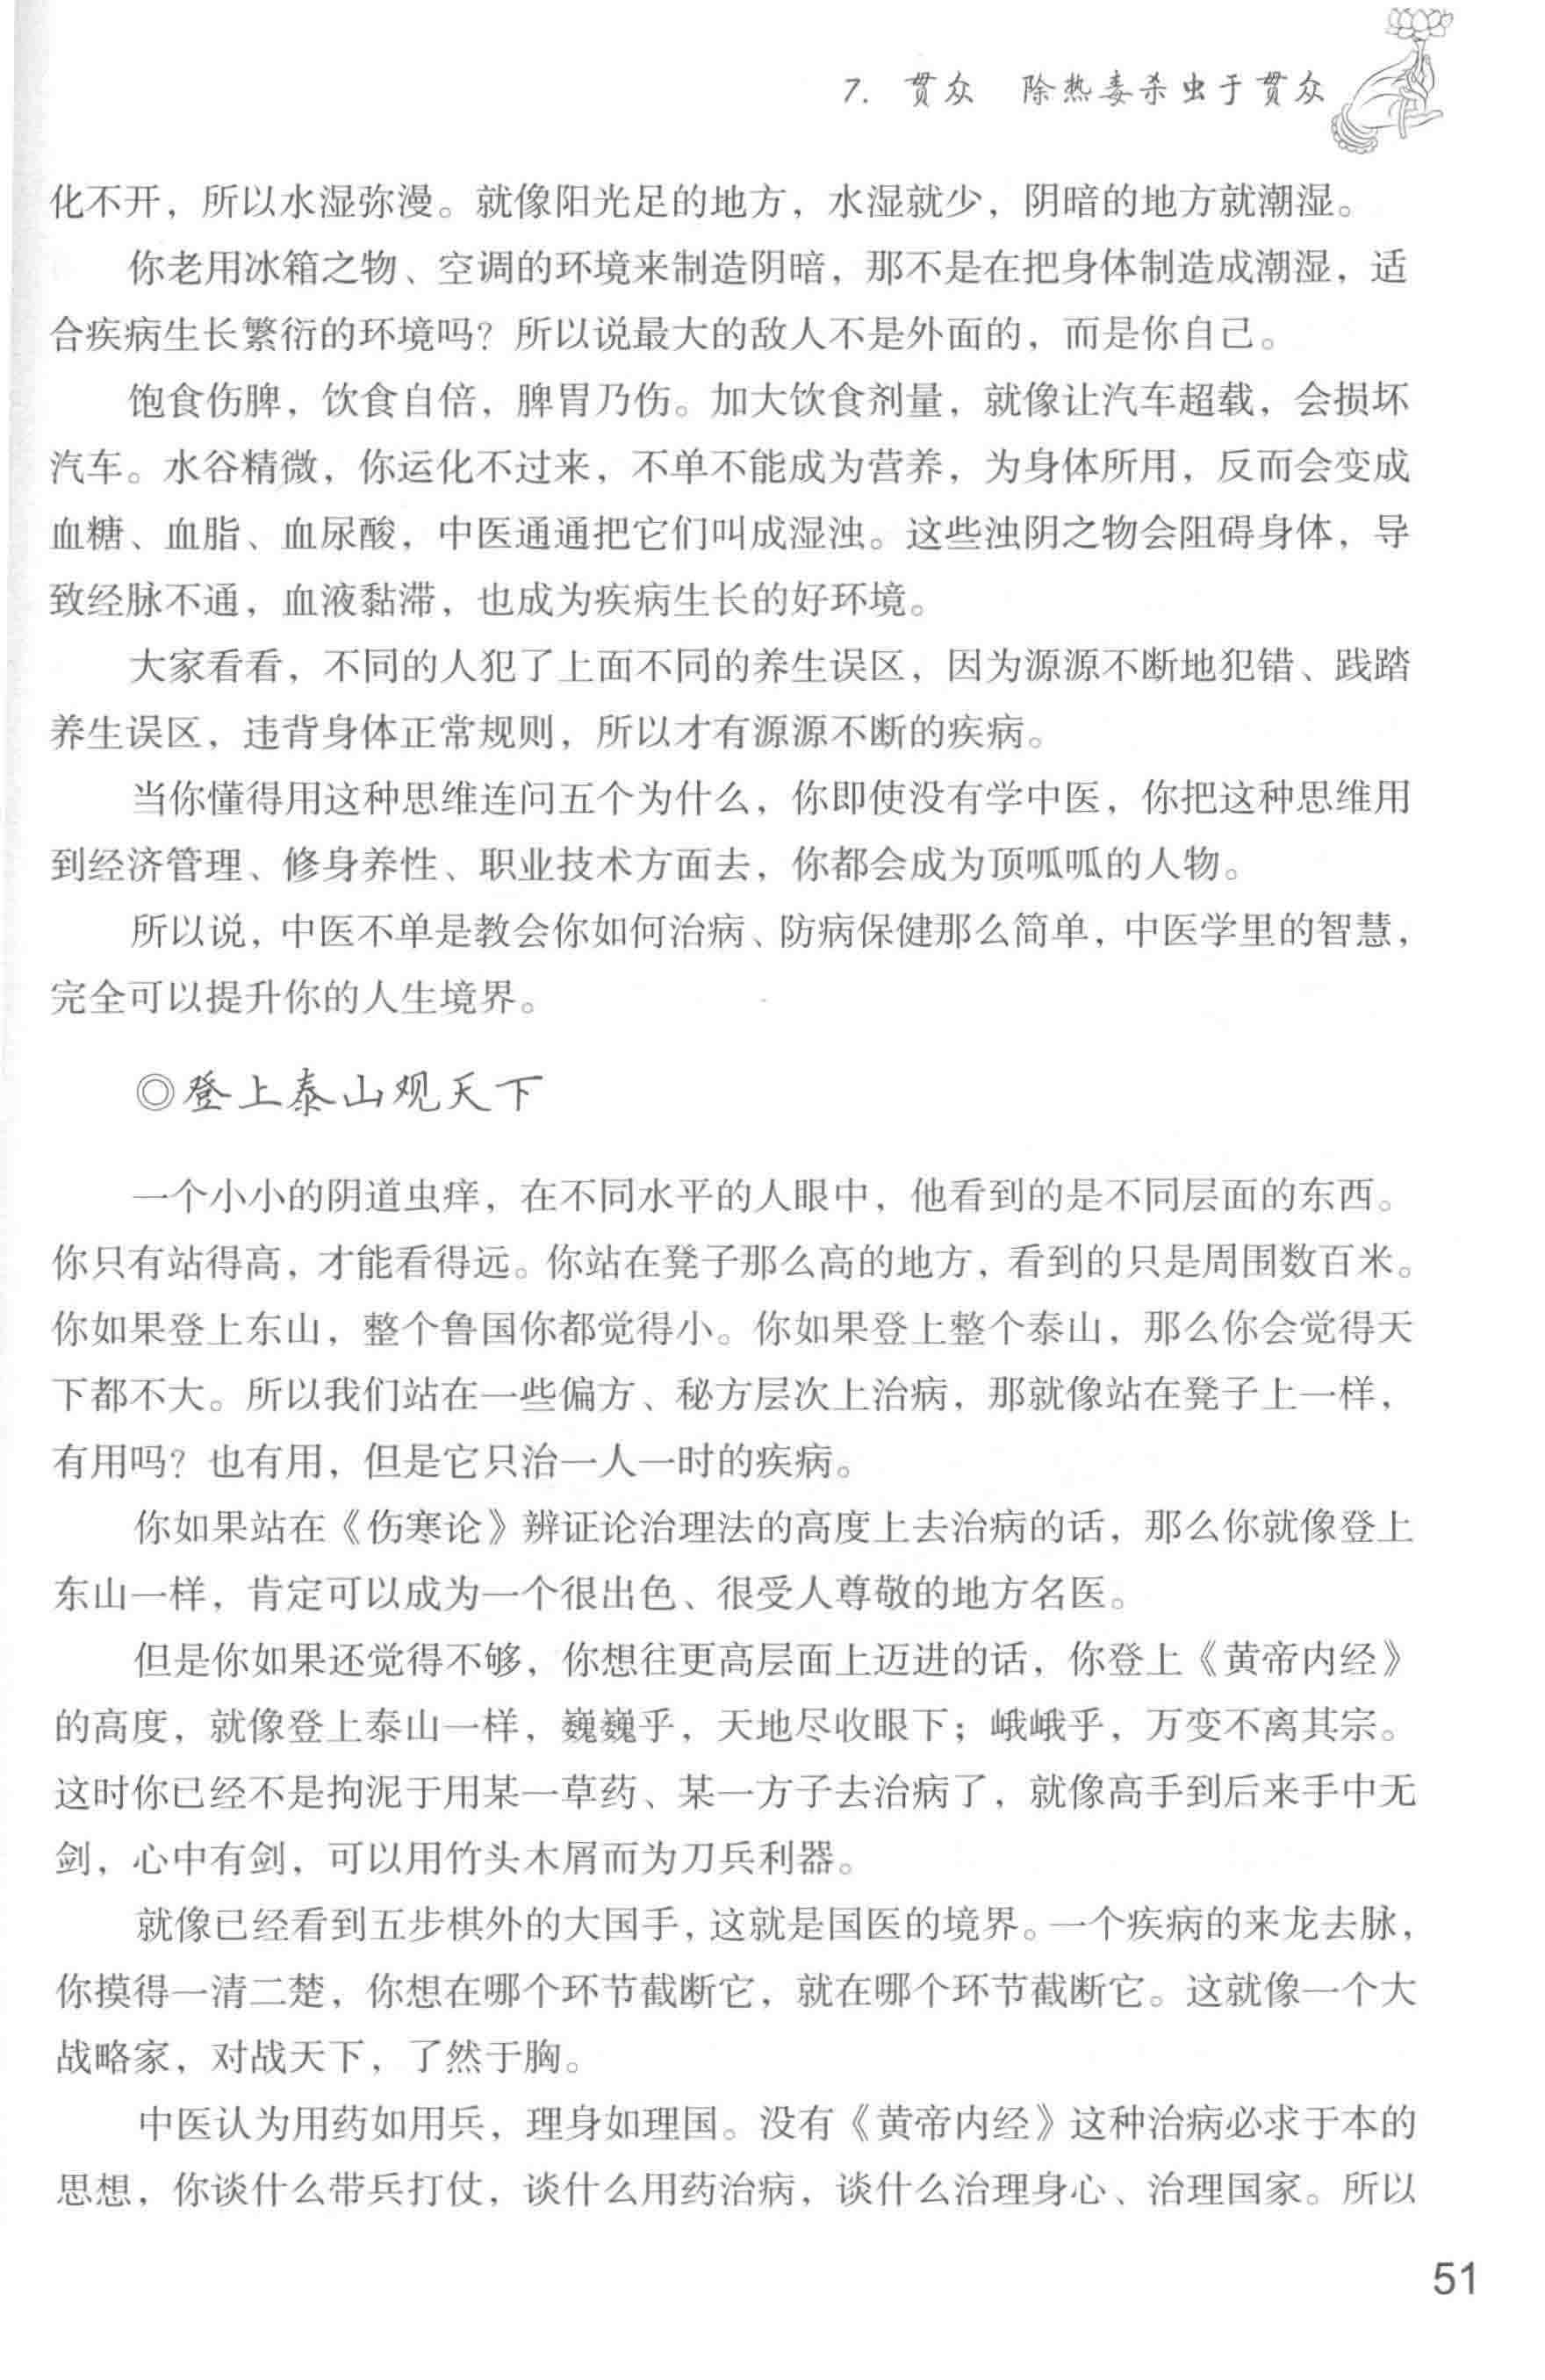 7. 贯众　除热毒杀虫于贯众
化不开，所以水湿弥漫。就像阳光足的地方，水湿就少，阴暗的地方就潮湿。
你老用冰箱之物、空调的环境来制造阴暗，那不是在把身体制造成潮湿，适
合疾病生长繁衍的环境吗？所以说最大的敌人不是外面的，而是你自己。
饱食伤脾，饮食自倍，脾胃乃伤。加大饮食剂量，就像让汽车超载，会损坏
汽车。水谷精微，你运化不过来，不单不能成为营养，为身体所用，反而会变成
血糖、血脂、血尿酸，中医通通把它们叫成湿浊。这些浊阴之物会阻碍身体，导
致经脉不通，血液黏滞，也成为疾病生长的好环境。
大家看看，不同的人犯了上面不同的养生误区，因为源源不断地犯错、践踏
养生误区，违背身体正常规则，所以才有源源不断的疾病。
当你懂得用这种思维连问五个为什么，你即使没有学中医，你把这种思维用
到经济管理、修身养性、职业技术方面去，你都会成为顶呱呱的人物。
所以说，中医不单是教会你如何治病、防病保健那么简单，中医学里的智慧，
完全可以提升你的人生境界。
◎登上泰山观天下
一个小小的阴道虫痒，在不同水平的人眼中，他看到的是不同层面的东西。
你只有站得高，才能看得远。你站在凳子那么高的地方，看到的只是周围数百米。
你如果登上东山，整个鲁国你都觉得小。你如果登上整个泰山，那么你会觉得天
下都不大。所以我们站在一些偏方、秘方层次上治病，那就像站在凳子上一样，
有用吗？也有用，但是它只治一人一时的疾病。
你如果站在《伤寒论》辨证论治理法的高度上去治病的话，那么你就像登上
东山一样，肯定可以成为一个很出色、很受人尊敬的地方名医。
但是你如果还觉得不够，你想往更高层面上迈进的话，你登上《黄帝内经》
的高度，就像登上泰山一样，巍巍乎，天地尽收眼下；峨峨乎，万变不离其宗。
这时你已经不是拘泥于用某一草药、某一方子去治病了，就像高手到后来手中无
剑，心中有剑，可以用竹头木屑而为刀兵利器。
就像已经看到五步棋外的大国手，这就是国医的境界。一个疾病的来龙去脉，
你摸得一清二楚，你想在哪个环节截断它，就在哪个环节截断它。这就像一个大
战略家，对战天下，了然于胸。
中医认为用药如用兵，理身如理国。没有《黄帝内经》这种治病必求于本的
思想，你谈什么带兵打仗，谈什么用药治病，谈什么治理身心、治理国家。所以
51